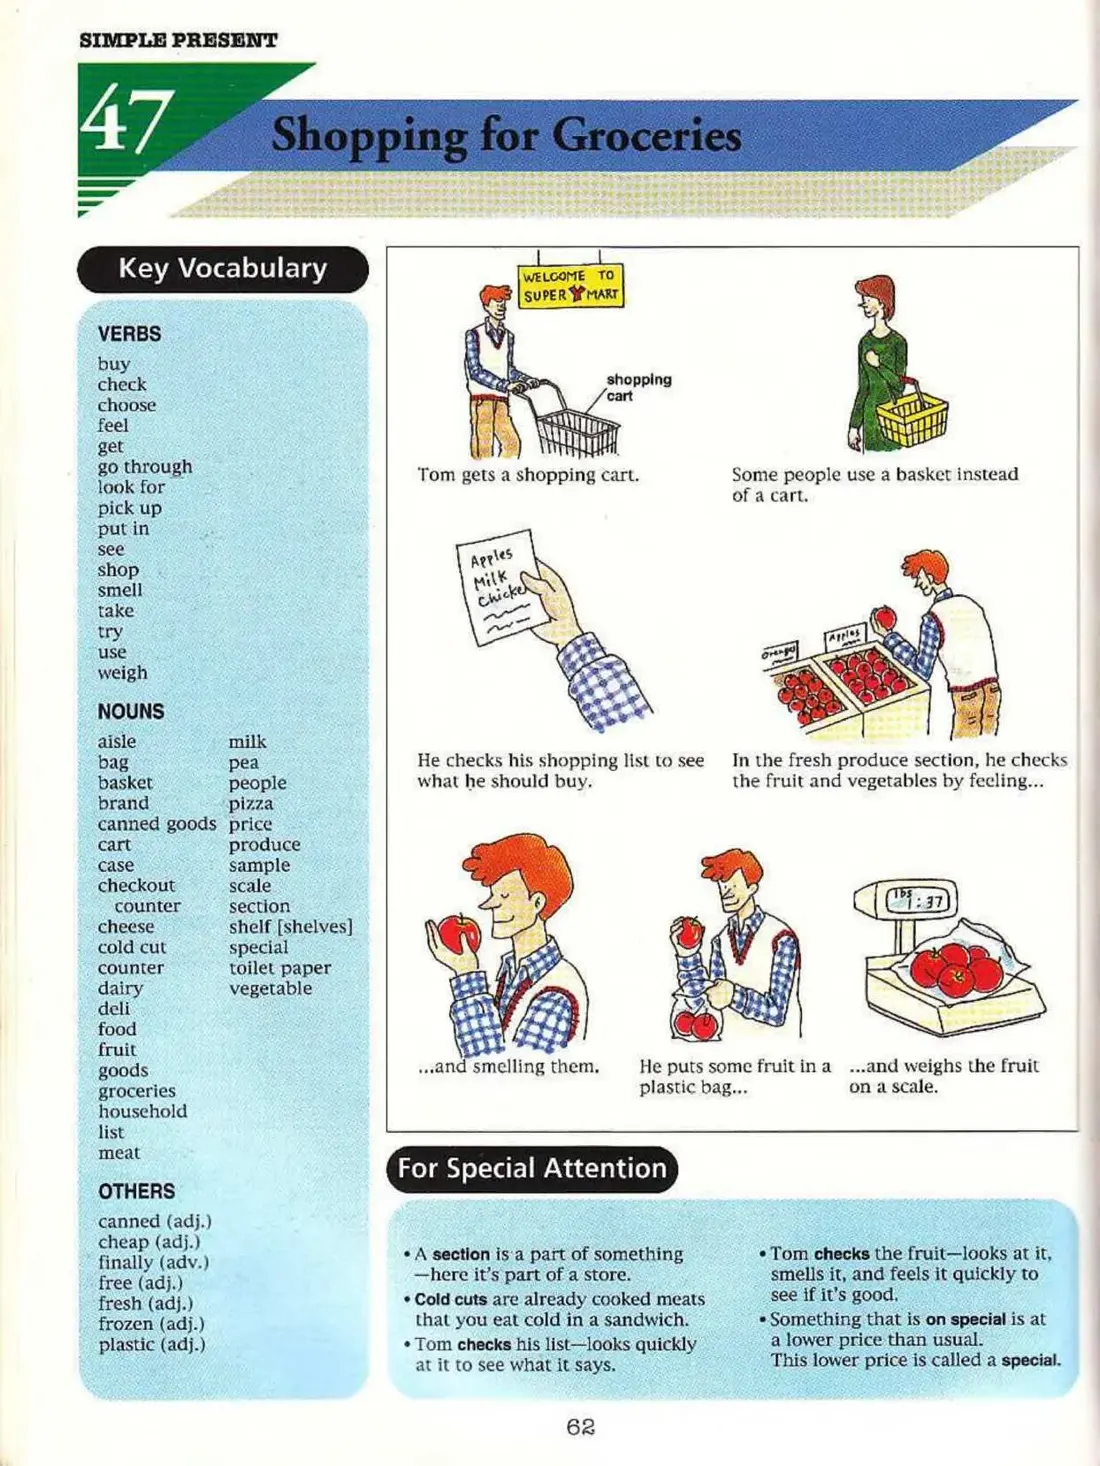 SIMPLE PRESENT
47
Shopping for Groceries
Key Vocabulary
VERBS
buy
check
choose
feel
get
go through
look for
pick up
put in
see
shop
smell
take
try
use
weigh
NOUNS
aisle
bag
basket
brand
canned goods
cart
case
checkout
counter
cheese
cold cut
counter
dairy
deli
food
fruit
goods
groceries
household
list
meat
milk
pea
people
pizza
price
produce
sample
scale
section
shelf [shelves]
special
toilet paper
vegetable
OTHERS
canned (adj.)
cheap (adj.)
finally (adv.)
free (adj.)
fresh (adj.)
frozen (adj.)
plastic (adj.)
WELCOME TO
SUPER MART
shopping
cart
Tom gets a shopping cart.
Some people use a basket instead
of a cart.
Apples
Milk
Chicke
He checks his shopping list to see
what he should buy.
Oranges
Apples
In the fresh produce section, he checks
the fruit and vegetables by feeling...
...and smelling them.
He puts some fruit in a
plastic bag...
lbs
1:37
...and weighs the fruit
on a scale.
For Special Attention
• A section is a part of something
—here it's part of a store.
• Cold cuts are already cooked meats
that you eat cold in a sandwich.
• Tom checks his list—looks quickly
at it to see what it says.
• Tom checks the fruit—looks at it,
smells it, and feels it quickly to
see if it's good.
• Something that is on special is at
a lower price than usual.
This lower price is called a special.
62